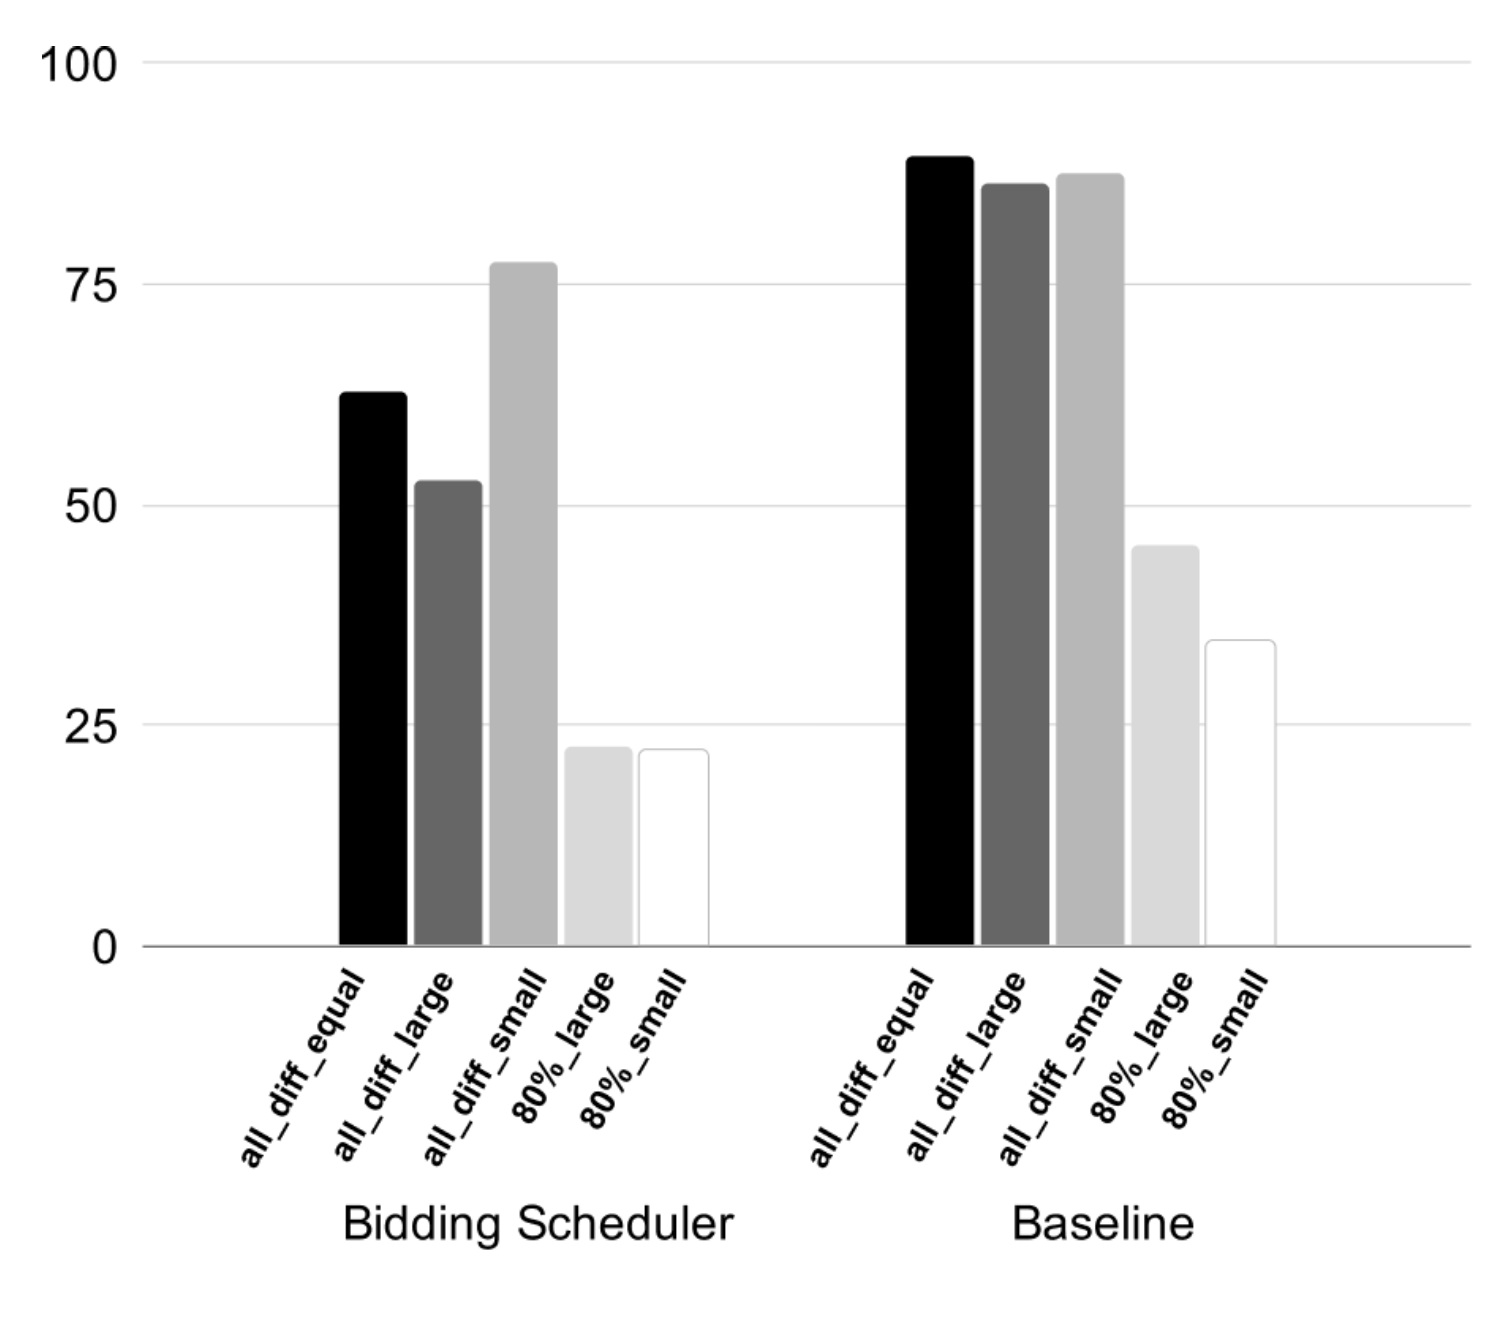 100
75
50
25
0
all_diff_equal
all_diff_large
all_diff_small
80%_large
80%_small
all_diff_equal
all_diff_large
all_diff_small
80%_large
80%_small
Bidding Scheduler
Baseline